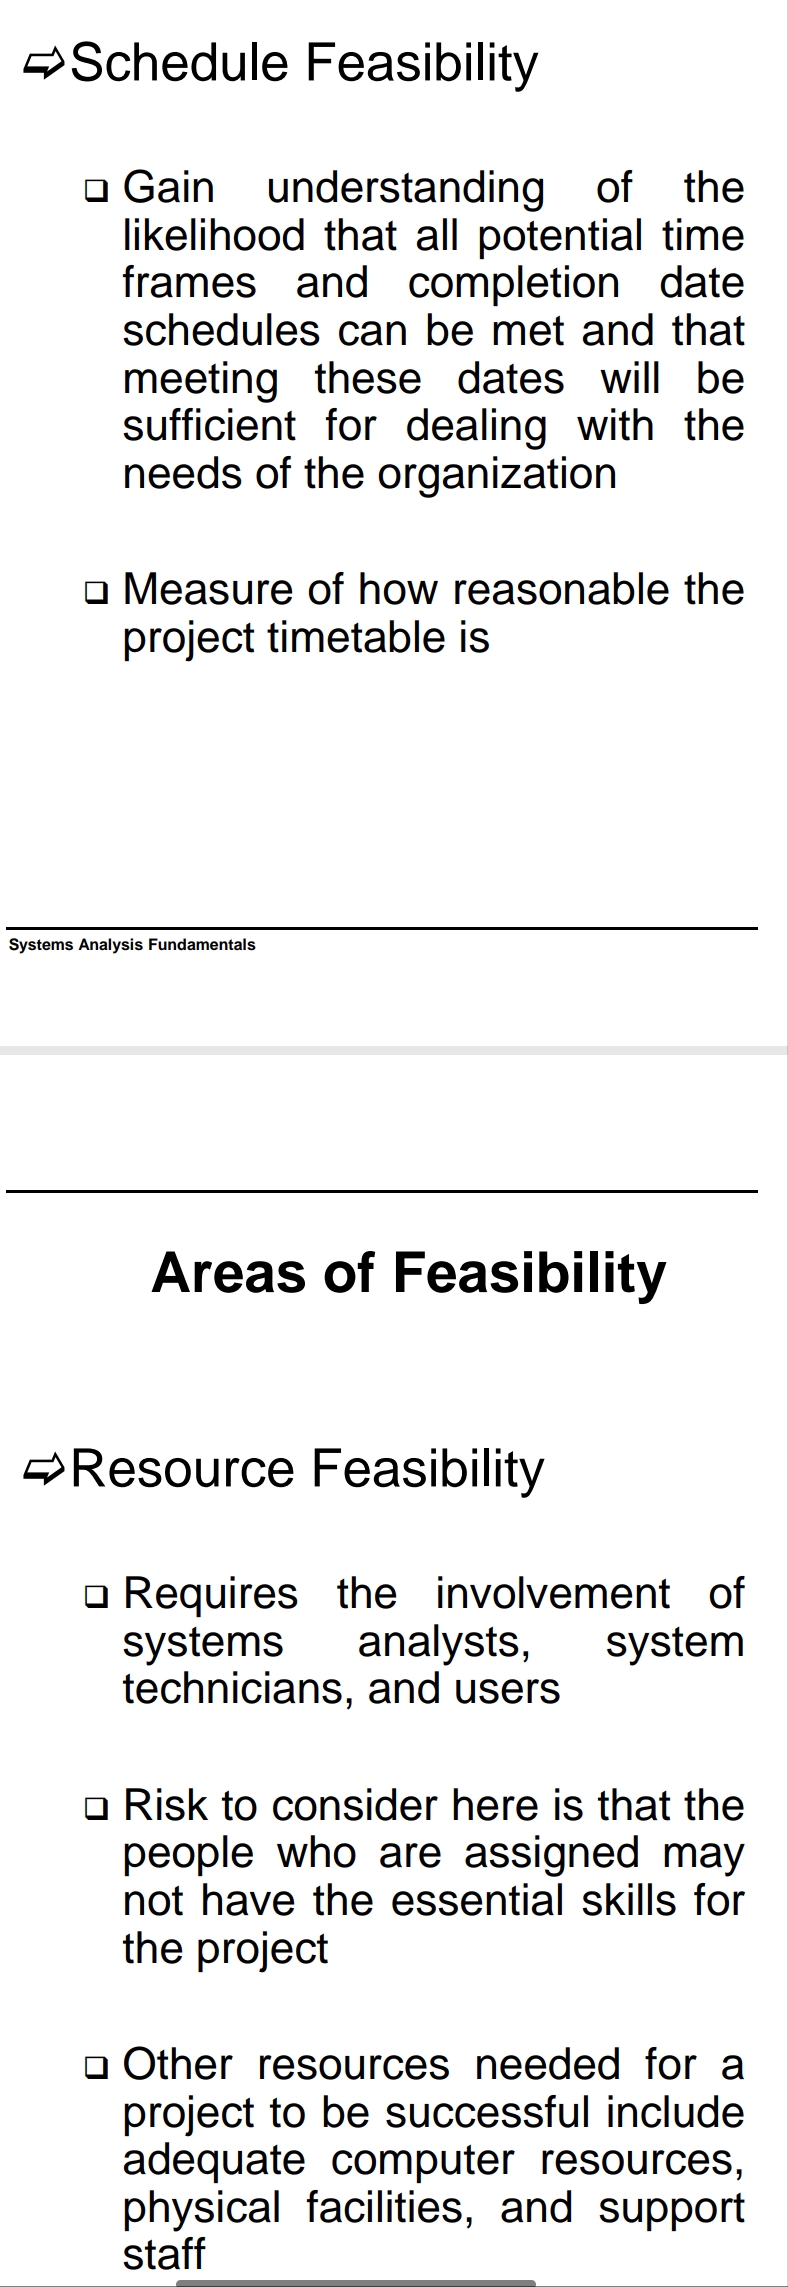 ⇨Schedule Feasibility
❑ Gain understanding of the
likelihood that all potential time
frames and completion date
schedules can be met and that
meeting these dates will be
sufficient for dealing with the
needs of the organization
❑ Measure of how reasonable the
project timetable is
Systems Analysis Fundamentals
Areas of Feasibility
⇨Resource Feasibility
❑ Requires the involvement of
systems analysts, system
technicians, and users
❑ Risk to consider here is that the
people who are assigned may
not have the essential skills for
the project
❑ Other resources needed for a
project to be successful include
adequate computer resources,
physical facilities, and support
staff